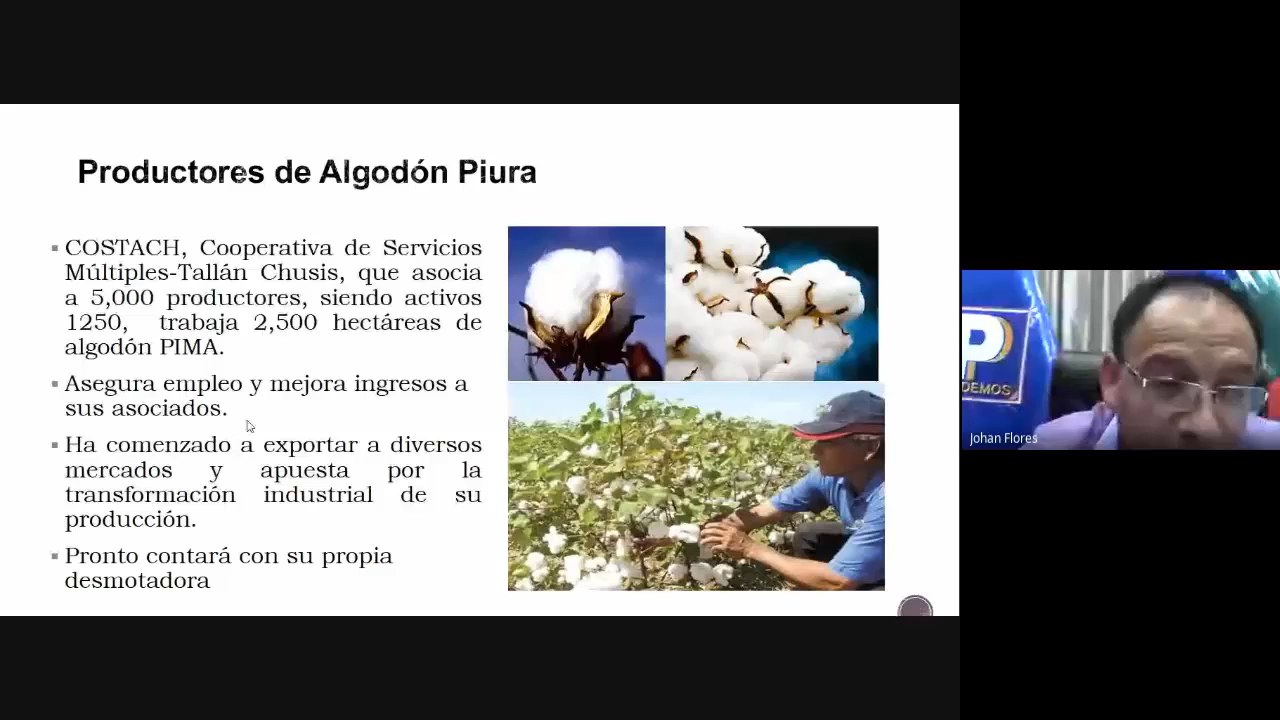 Productores de Algodón Piura
▪ COSTACH, Cooperativa de Servicios
Múltiples-Tallán Chusis, que asocia
a 5,000 productores, siendo activos
1250, trabaja 2,500 hectáreas de
algodón PIMA.
▪ Asegura empleo y mejora ingresos a
sus asociados.
▪ Ha comenzado a exportar a diversos
mercados y apuesta por la
transformación industrial de su
producción.
▪ Pronto contará con su propia
desmotadora
P
DEMOS
Johan Flores